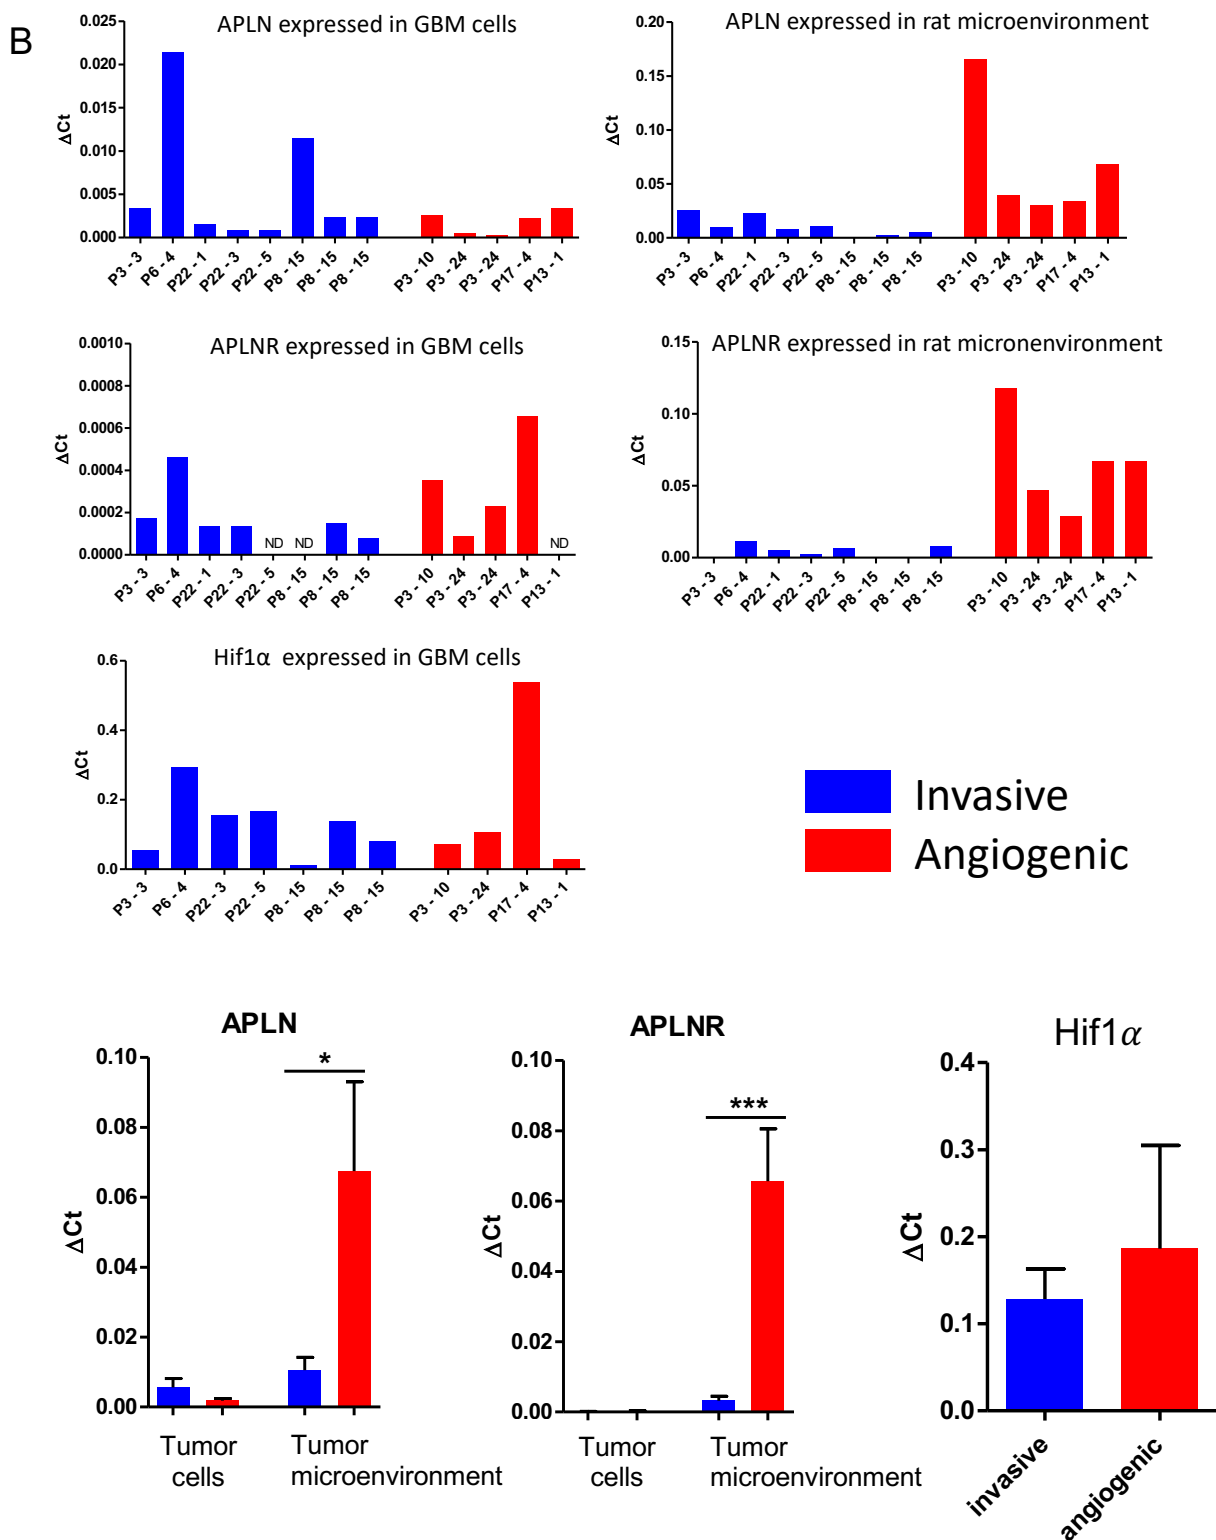 B
APLN expressed in GBM cells
0.025
0.020
0.015
0.010
0.005
0.000
ΔCt
P3 - 3 P6 - 4 P22 - 1 P22 - 3 P22 - 5 P8 - 15 P8 - 15 P8 - 15 P3 - 10 P3 - 24 P3 - 24 P17 - 4 P13 - 1
APLN expressed in rat microenvironment
0.20
0.15
0.10
0.05
0.00
ΔCt
P3 - 3 P6 - 4 P22 - 1 P22 - 3 P22 - 5 P8 - 15 P8 - 15 P8 - 15 P3 - 10 P3 - 24 P3 - 24 P17 - 4 P13 - 1
APLNR expressed in GBM cells
0.0010
0.0008
0.0006
0.0004
0.0002
0.0000
ΔCt
ND ND ND
P3 - 3 P6 - 4 P22 - 1 P22 - 3 P22 - 5 P8 - 15 P8 - 15 P8 - 15 P3 - 10 P3 - 24 P3 - 24 P17 - 4 P13 - 1
APLNR expressed in rat micronenvironment
0.15
0.10
0.05
0.00
ΔCt
P3 - 3 P6 - 4 P22 - 1 P22 - 3 P22 - 5 P8 - 15 P8 - 15 P8 - 15 P3 - 10 P3 - 24 P3 - 24 P17 - 4 P13 - 1
Hif1α expressed in GBM cells
0.6
0.4
0.2
0.0
ΔCt
P3 - 3 P6 - 4 P22 - 3 P22 - 5 P8 - 15 P8 - 15 P8 - 15 P3 - 10 P3 - 24 P17 - 4 P13 - 1
Invasive
Angiogenic
APLN
0.10
0.08
0.06
0.04
0.02
0.00
ΔCt
*
Tumor
cells
Tumor
microenvironment
APLNR
0.10
0.08
0.06
0.04
0.02
0.00
ΔCt
***
Tumor
cells
Tumor
microenvironment
Hif1α
0.4
0.3
0.2
0.1
0.0
ΔCt
invasive
angiogenic